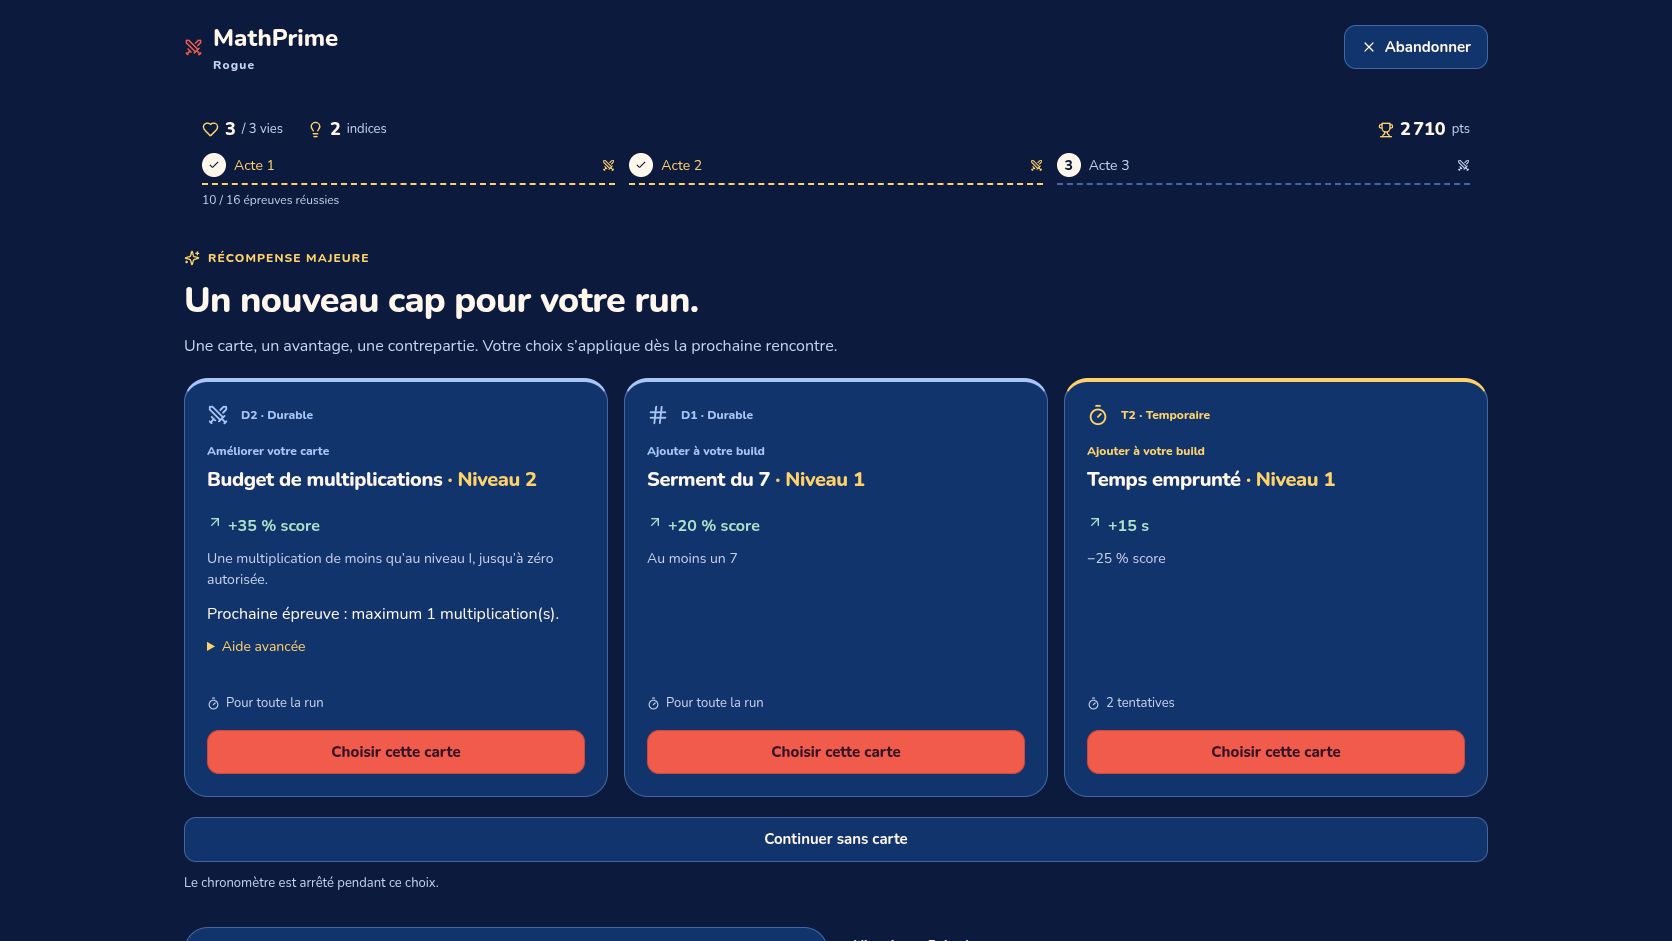 MathPrime
Rogue
Abandonner
3 / 3 vies
2 indices
2 710 pts
Acte 1
Acte 2
3 Acte 3
10 / 16 épreuves réussies
RÉCOMPENSE MAJEURE
Un nouveau cap pour votre run.
Une carte, un avantage, une contrepartie. Votre choix s’applique dès la prochaine rencontre.
D2 · Durable
Améliorer votre carte
Budget de multiplications · Niveau 2
+35 % score
Une multiplication de moins qu’au niveau I, jusqu’à zéro
autorisée.
Prochaine épreuve : maximum 1 multiplication(s).
Aide avancée
Pour toute la run
Choisir cette carte
D1 · Durable
Ajouter à votre build
Serment du 7 · Niveau 1
+20 % score
Au moins un 7
Pour toute la run
Choisir cette carte
T2 · Temporaire
Ajouter à votre build
Temps emprunté · Niveau 1
+15 s
−25 % score
2 tentatives
Choisir cette carte
Continuer sans carte
Le chronomètre est arrêté pendant ce choix.